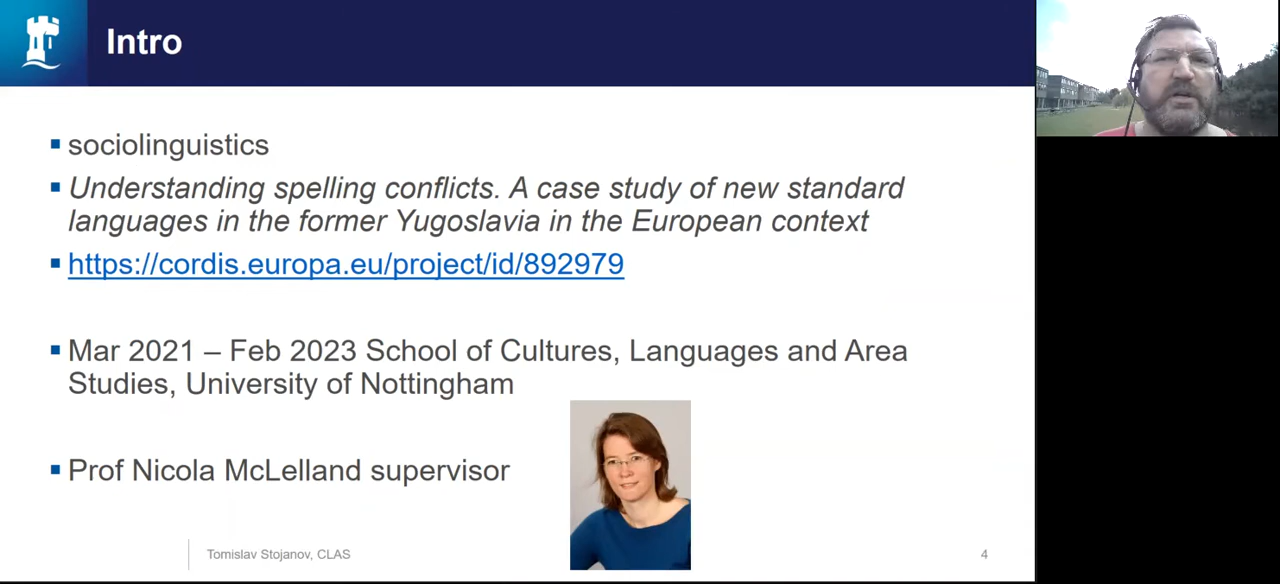 Intro
sociolinguistics
Understanding spelling conflicts. A case study of new standard
languages in the former Yugoslavia in the European context
https://cordis.europa.eu/project/id/892979
Mar 2021 – Feb 2023 School of Cultures, Languages and Area
Studies, University of Nottingham
Prof Nicola McLelland supervisor
Tomislav Stojanov, CLAS
4